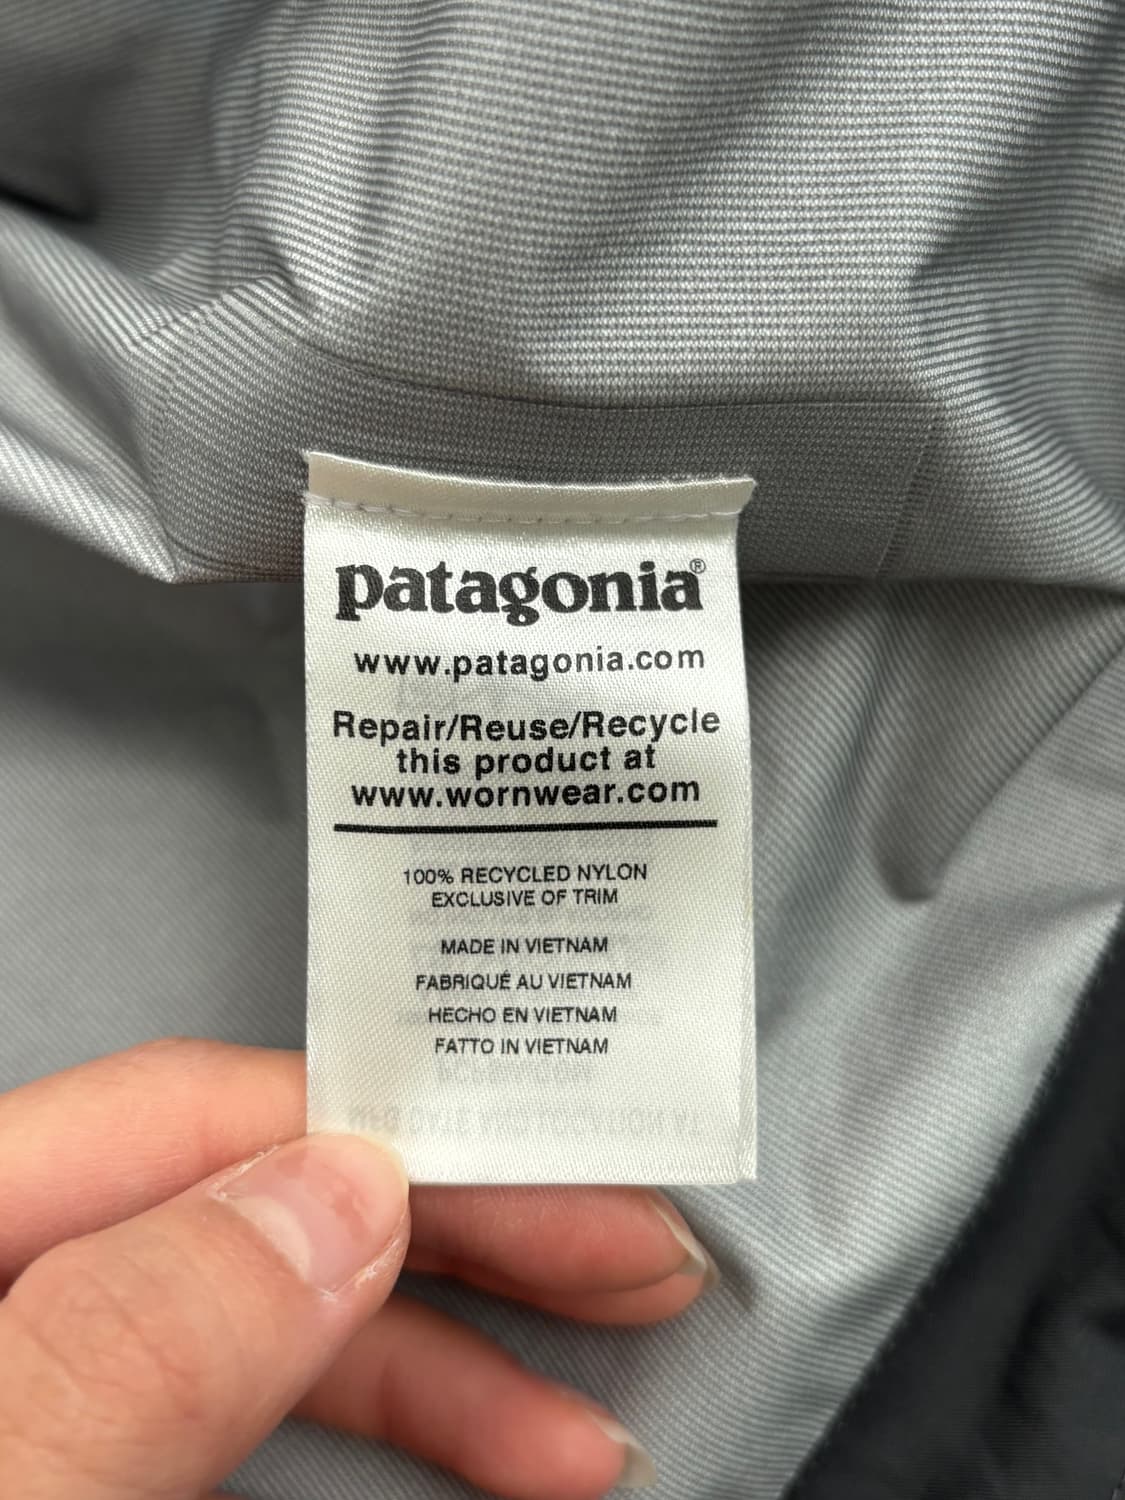 patagonia®
www.patagonia.com
Repair/Reuse/Recycle
this product at
www.wornwear.com
100% RECYCLED NYLON
EXCLUSIVE OF TRIM
MADE IN VIETNAM
FABRIQUÉ AU VIETNAM
HECHO EN VIETNAM
FATTO IN VIETNAM